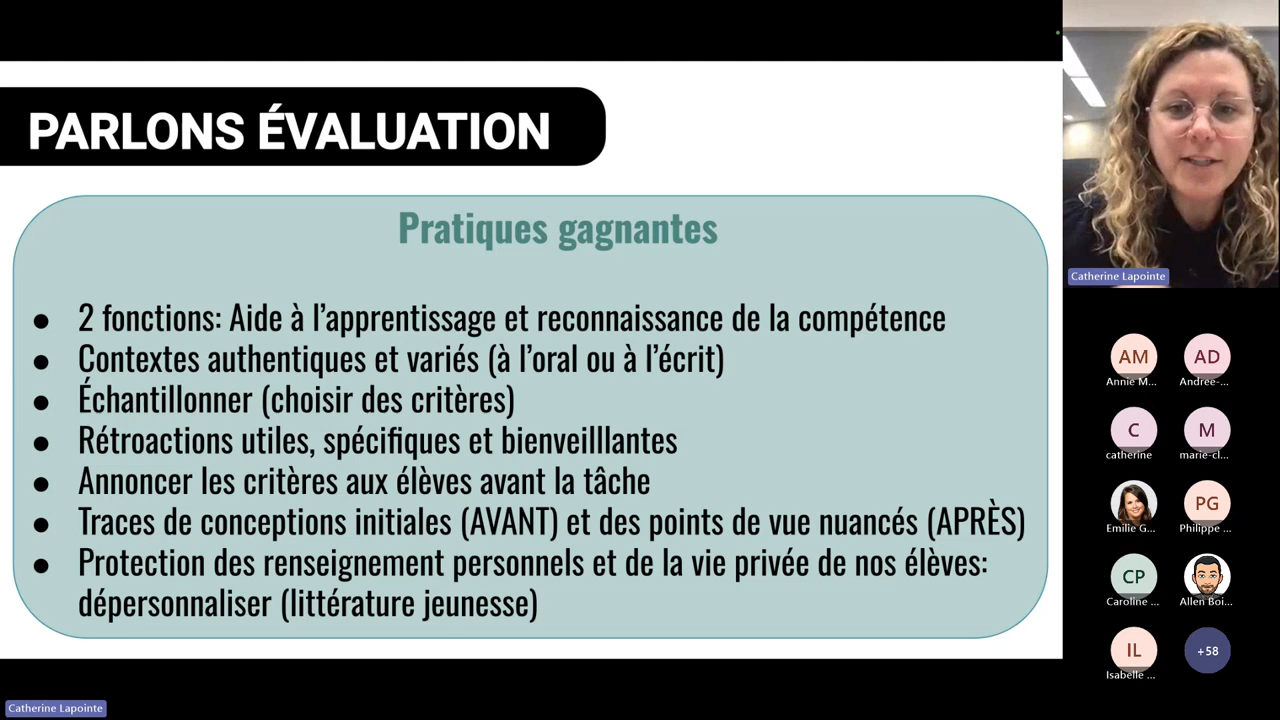 PARLONS ÉVALUATION
Pratiques gagnantes
● 2 fonctions: Aide à l’apprentissage et reconnaissance de la compétence
● Contextes authentiques et variés (à l’oral ou à l’écrit)
● Échantillonner (choisir des critères)
● Rétroactions utiles, spécifiques et bienveilllantes
● Annoncer les critères aux élèves avant la tâche
● Traces de conceptions initiales (AVANT) et des points de vue nuancés (APRÈS)
● Protection des renseignement personnels et de la vie privée de nos élèves:
dépersonnaliser (littérature jeunesse)
Catherine Lapointe
AM AD
Annie M... Andrée-...
C M
catherine marie-cl...
PG
Emilie G... Philippe ...
CP
Caroline ... Allen Boi...
IL +58
Isabelle ...
Catherine Lapointe